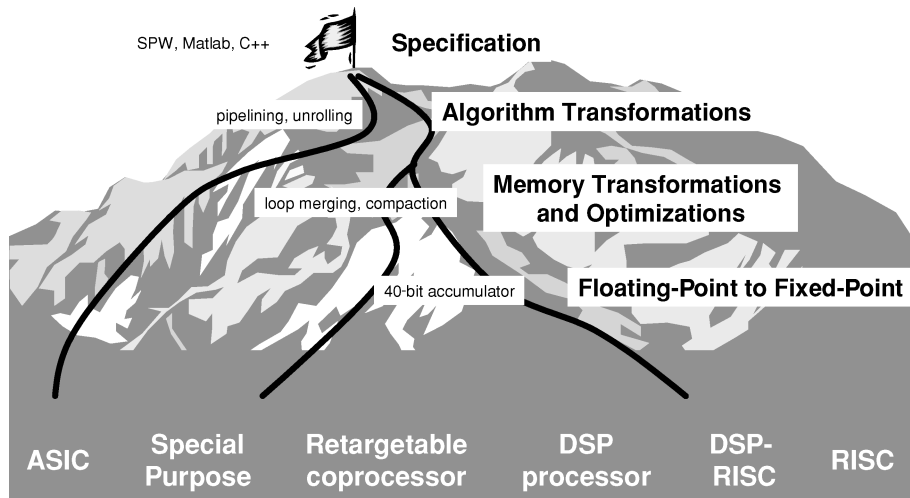 SPW, Matlab, C++
Specification
pipelining, unrolling
Algorithm Transformations
Memory Transformations
and Optimizations
loop merging, compaction
40-bit accumulator
Floating-Point to Fixed-Point
ASIC
Special
Purpose
Retargetable
coprocessor
DSP
processor
DSP-
RISC
RISC